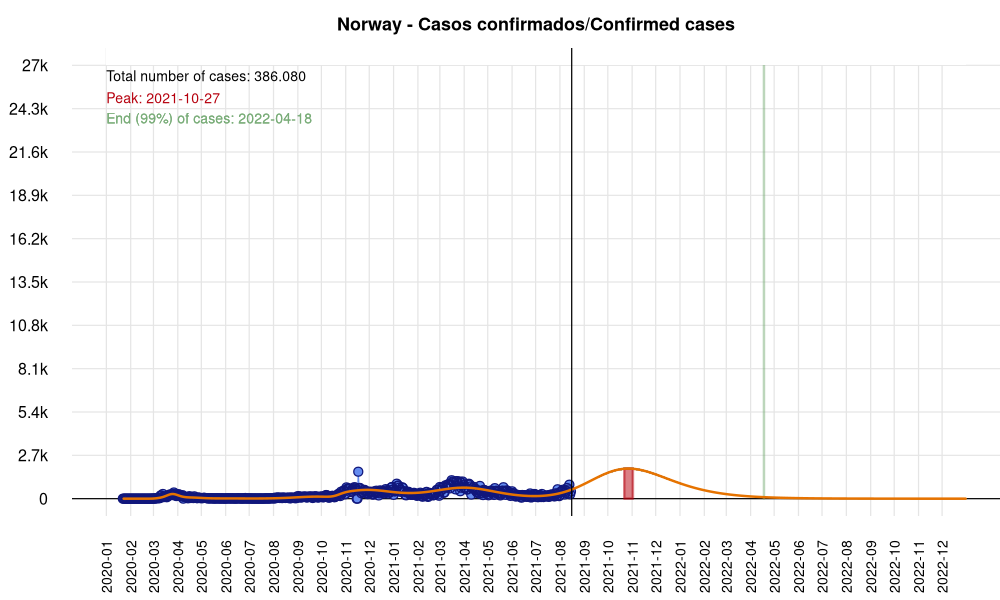 Norway - Casos confirmados/Confirmed cases
27k
Total number of cases: 386.080
Peak: 2021-10-27
24.3k
End (99%) of cases: 2022-04-18
21.6k
18.9k
16.2k
13.5k
10.8k
8.1k
5.4k
2.7k
0
2020-01
2020-02
2020-03
2020-04
2020-05
2020-06
2020-07
2020-08
2020-09
2020-10
2020-11
2020-12
2021-01
2021-02
2021-03
2021-04
2021-05
2021-06
2021-07
2021-08
2021-09
2021-10
2021-11
2021-12
2022-01
2022-02
2022-03
2022-04
2022-05
2022-06
2022-07
2022-08
2022-09
2022-10
2022-11
2022-12